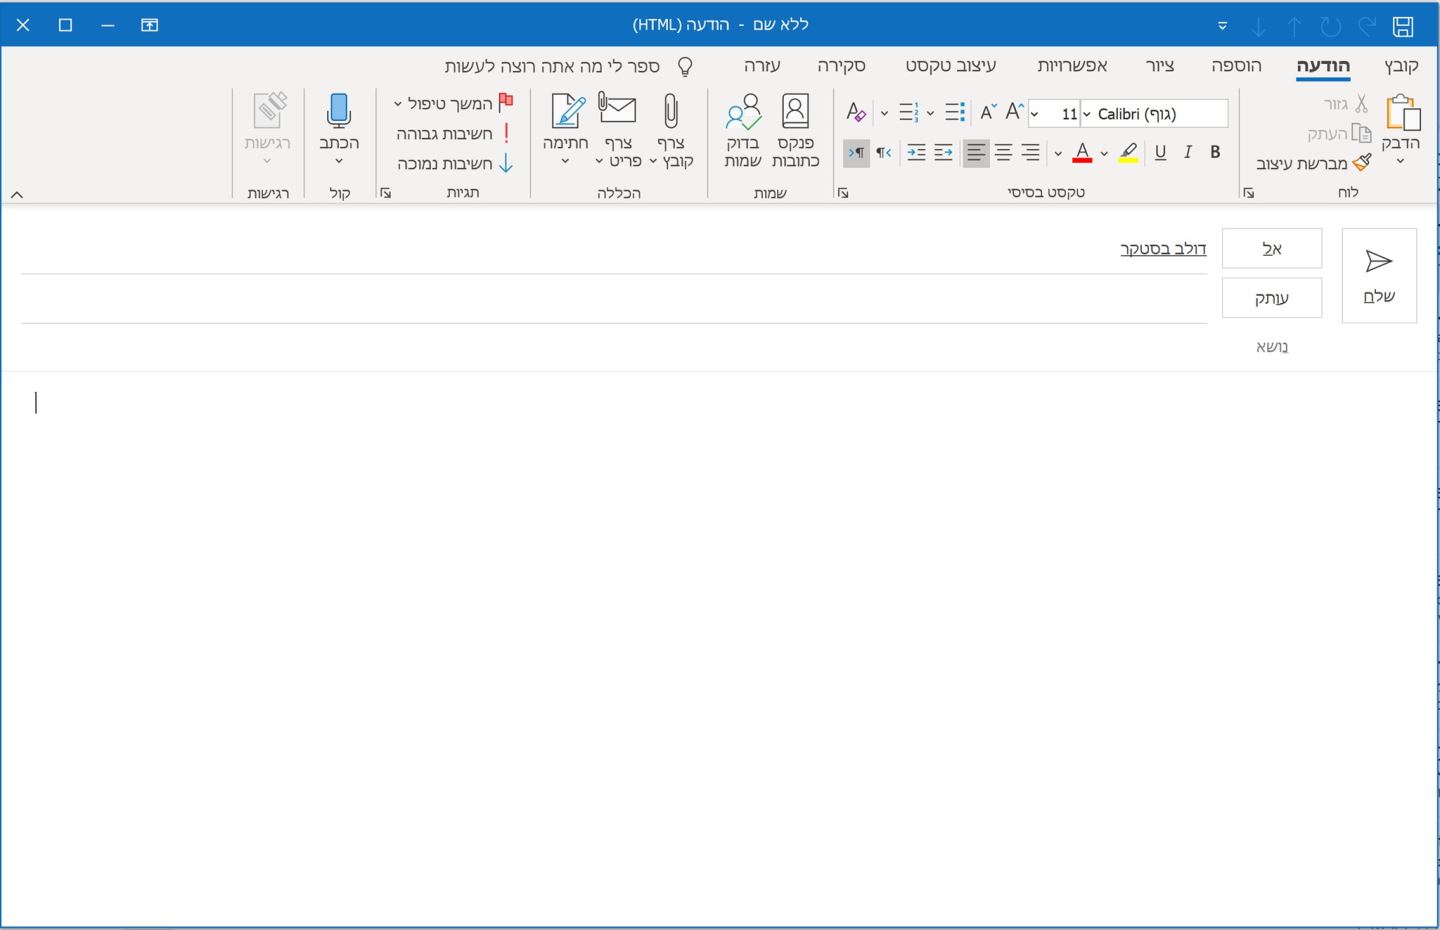 ללא שם - הודעה (HTML)
קובץ הודעה הוספה ציור אפשרויות עיצוב טקסט סקירה עזרה ספר לי מה אתה רוצה לעשות
הדבק
גזור
העתק
מברשת עיצוב
לוח
Calibri (גוף) 11
B I U A
טקסט בסיסי
פנקס
כתובות
בדוק
שמות
שמות
צרף
קובץ
צרף
פריט
חתימה
הכללה
המשך טיפול
חשיבות גבוהה
חשיבות נמוכה
תגיות
הכתב
קול
רגישות
רגישות
שלח
אל דולב בסטקר
עותק
נושא